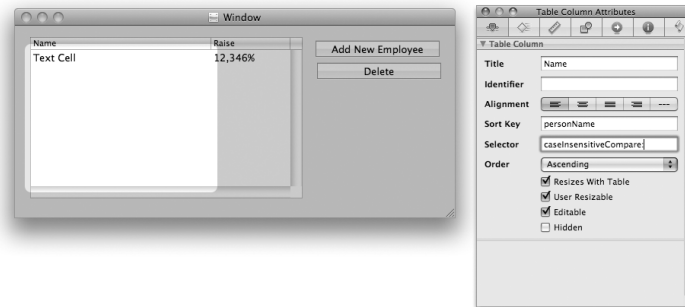 Window
Name Raise
Text Cell 12,346%
Add New Employee
Delete
Table Column Attributes
Table Column
Title Name
Identifier
Alignment
Sort Key personName
Selector caseInsensitiveCompare:
Order Ascending
Resizes With Table
User Resizable
Editable
Hidden